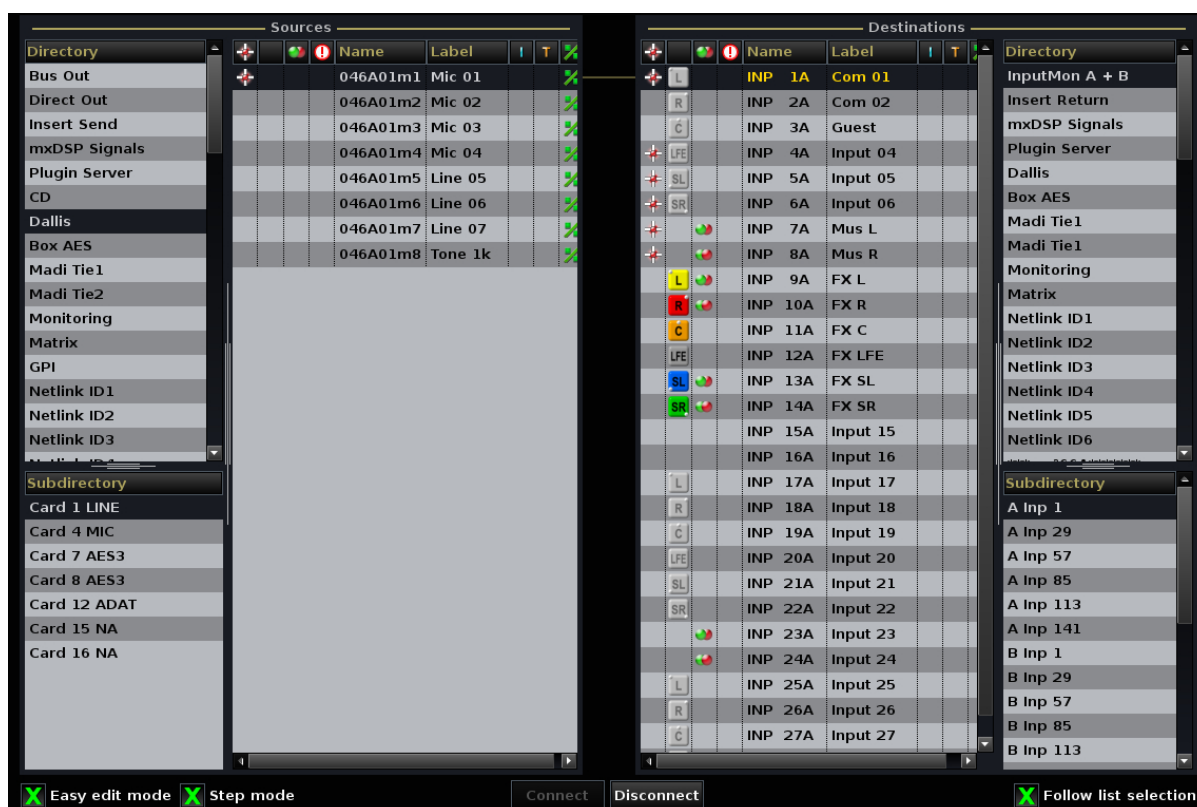 Sources
Destinations
Directory
Bus Out
Direct Out
Insert Send
mxDSP Signals
Plugin Server
CD
Dallis
Box AES
Madi Tie1
Madi Tie2
Monitoring
Matrix
GPI
Netlink ID1
Netlink ID2
Netlink ID3
Subdirectory
Card 1 LINE
Card 4 MIC
Card 7 AES3
Card 8 AES3
Card 12 ADAT
Card 15 NA
Card 16 NA
Name Label I T
046A01m1 Mic 01
046A01m2 Mic 02
046A01m3 Mic 03
046A01m4 Mic 04
046A01m5 Line 05
046A01m6 Line 06
046A01m7 Line 07
046A01m8 Tone 1k
Name Label I T
L INP 1A Com 01
R INP 2A Com 02
C INP 3A Guest
LFE INP 4A Input 04
SL INP 5A Input 05
SR INP 6A Input 06
INP 7A Mus L
INP 8A Mus R
L INP 9A FX L
R INP 10A FX R
C INP 11A FX C
LFE INP 12A FX LFE
SL INP 13A FX SL
SR INP 14A FX SR
INP 15A Input 15
INP 16A Input 16
L INP 17A Input 17
R INP 18A Input 18
C INP 19A Input 19
LFE INP 20A Input 20
SL INP 21A Input 21
SR INP 22A Input 22
INP 23A Input 23
INP 24A Input 24
L INP 25A Input 25
R INP 26A Input 26
C INP 27A Input 27
Directory
InputMon A + B
Insert Return
mxDSP Signals
Plugin Server
Dallis
Box AES
Madi Tie1
Madi Tie1
Monitoring
Matrix
Netlink ID1
Netlink ID2
Netlink ID3
Netlink ID4
Netlink ID5
Netlink ID6
Subdirectory
A Inp 1
A Inp 29
A Inp 57
A Inp 85
A Inp 113
A Inp 141
B Inp 1
B Inp 29
B Inp 57
B Inp 85
B Inp 113
X Easy edit mode X Step mode Connect Disconnect X Follow list selection